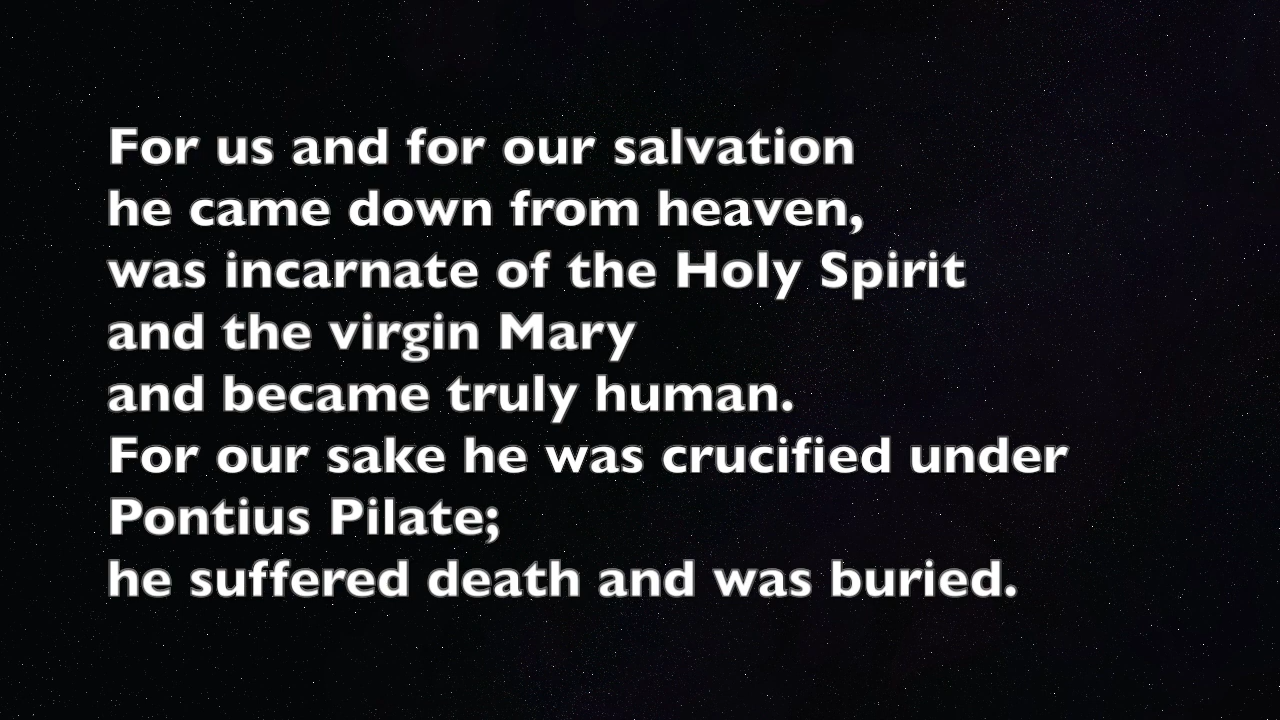 For us and for our salvation
he came down from heaven,
was incarnate of the Holy Spirit
and the virgin Mary
and became truly human.
For our sake he was crucified under
Pontius Pilate;
he suffered death and was buried.